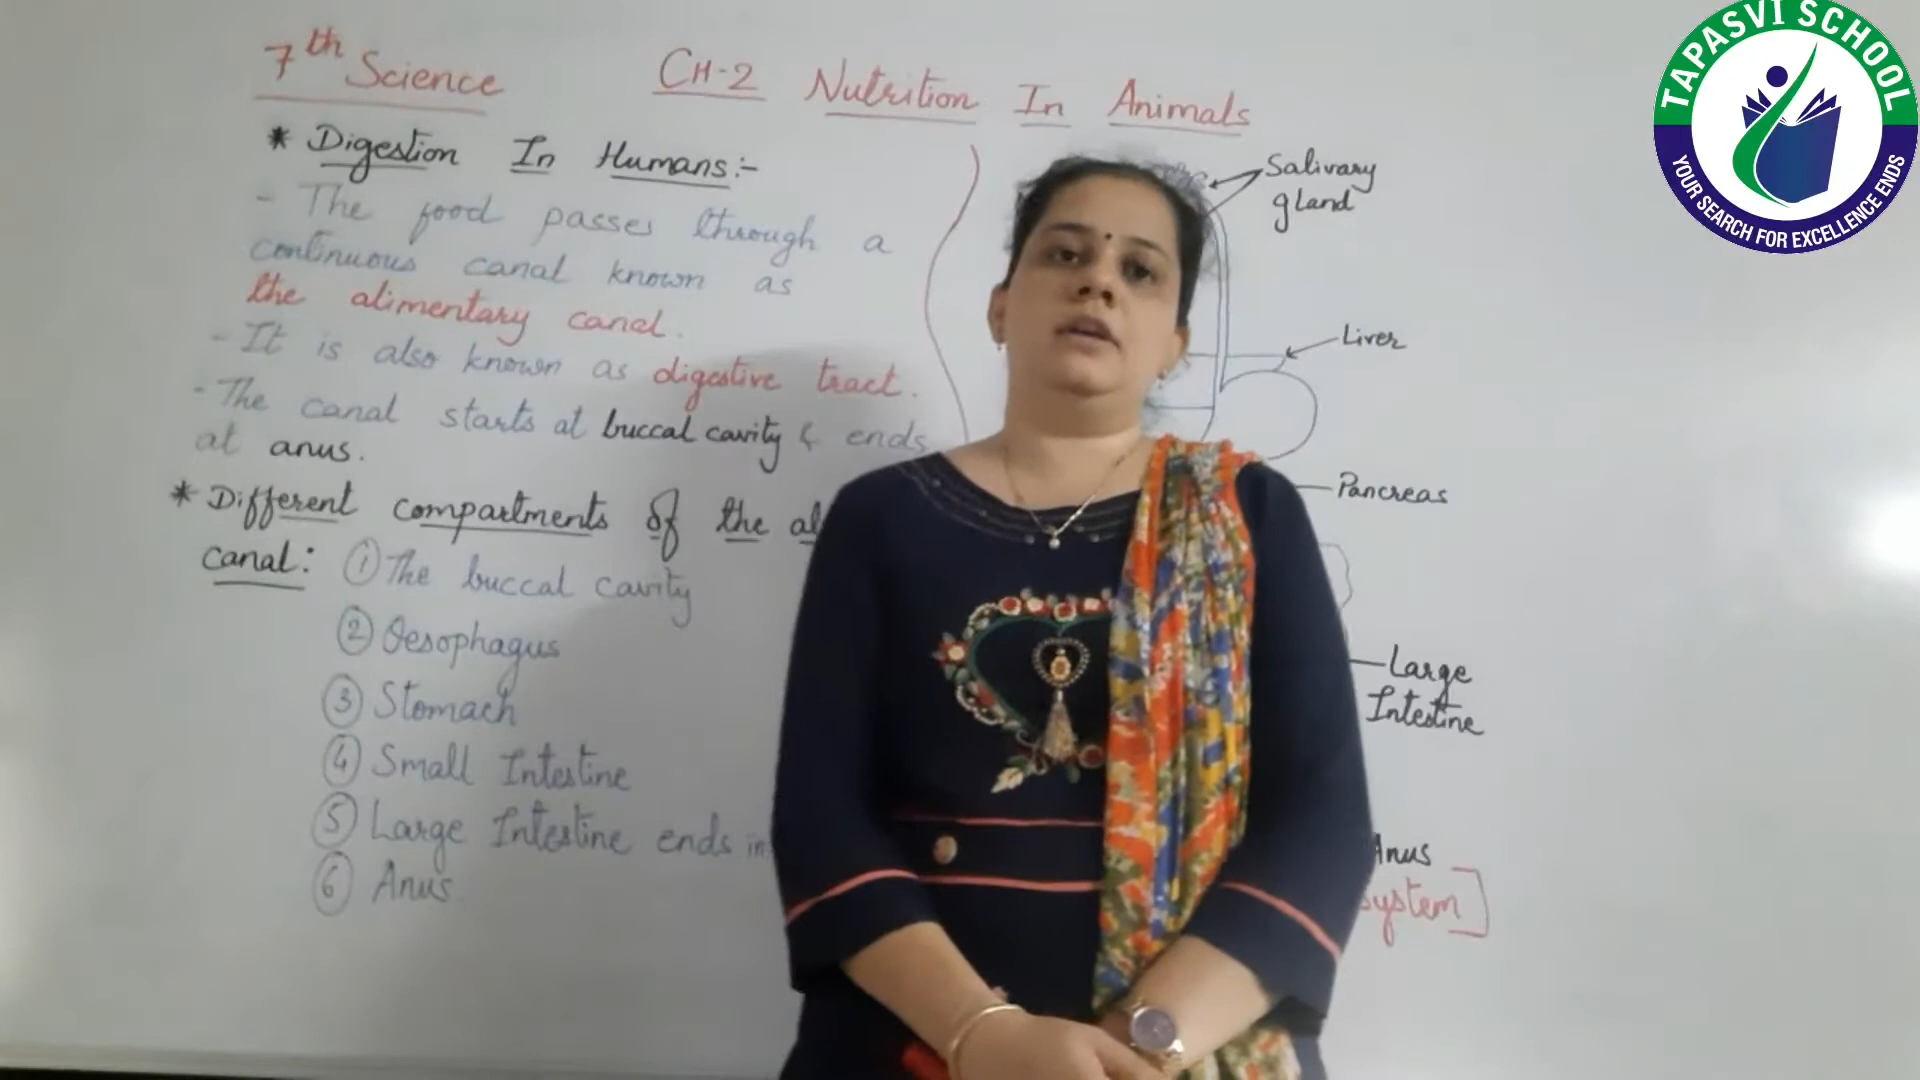 7th Science CH-2 Nutrition In Animals
* Digestion In Humans:-
- The food passes through a
continuous canal known as
the alimentary canal.
- It is also known as digestive tract.
- The canal starts at buccal cavity & ends
at anus.
* Different compartments of the al
canal: ① The buccal cavity
② Oesophagus
③ Stomach
④ Small Intestine
⑤ Large Intestine ends in
⑥ Anus.
Salivary
gland
Liver
Pancreas
Large
Intestine
Anus
system]
TAPASVI SCHOOL
YOUR SEARCH FOR EXCELLENCE ENDS